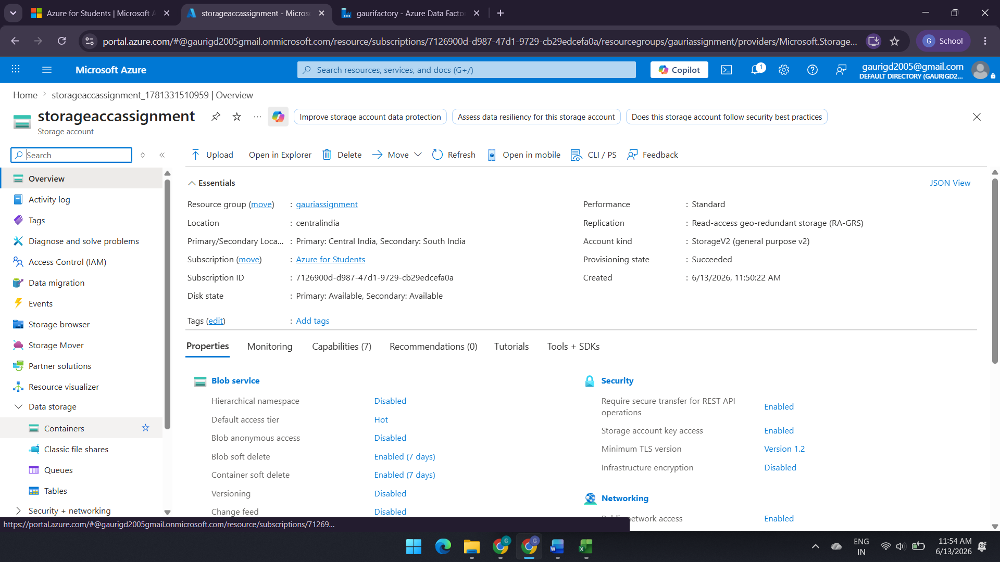 Azure for Students | Microsoft A
storageaccassignment - Micros
gaurifactory - Azure Data Facto
portal.azure.com/#@gaurigd2005gmail.onmicrosoft.com/resource/subscriptions/7126900d-d987-47d1-9729-cb29edcefa0a/resourcegroups/gauriassignment/providers/Microsoft.Storage...
G School
Microsoft Azure
Search resources, services, and docs (G+/)
Copilot
1
gaurigd2005@gmail.com
DEFAULT DIRECTORY (GAURIGD2...
Home > storageaccassignment_1781331510959 | Overview
storageaccassignment
Storage account
Improve storage account data protection
Assess data resiliency for this storage account
Does this storage account follow security best practices
Search
Upload
Open in Explorer
Delete
Move
Refresh
Open in mobile
CLI / PS
Feedback
Overview
Activity log
Tags
Diagnose and solve problems
Access Control (IAM)
Data migration
Events
Storage browser
Storage Mover
Partner solutions
Resource visualizer
Data storage
Containers
Classic file shares
Queues
Tables
Security + networking
Essentials
JSON View
Resource group (move) : gauriassignment
Location : centralindia
Primary/Secondary Loca... : Primary: Central India, Secondary: South India
Subscription (move) : Azure for Students
Subscription ID : 7126900d-d987-47d1-9729-cb29edcefa0a
Disk state : Primary: Available, Secondary: Available
Tags (edit) : Add tags
Performance : Standard
Replication : Read-access geo-redundant storage (RA-GRS)
Account kind : StorageV2 (general purpose v2)
Provisioning state : Succeeded
Created : 6/13/2026, 11:50:22 AM
Properties
Monitoring
Capabilities (7)
Recommendations (0)
Tutorials
Tools + SDKs
Blob service
Hierarchical namespace Disabled
Default access tier Hot
Blob anonymous access Disabled
Blob soft delete Enabled (7 days)
Container soft delete Enabled (7 days)
Versioning Disabled
Change feed Disabled
Security
Require secure transfer for REST API operations Enabled
Storage account key access Enabled
Minimum TLS version Version 1.2
Infrastructure encryption Disabled
Networking
network access Enabled
https://portal.azure.com/#@gaurigd2005gmail.onmicrosoft.com/resource/subscriptions/71269...
ENG
IN
11:54 AM
6/13/2026